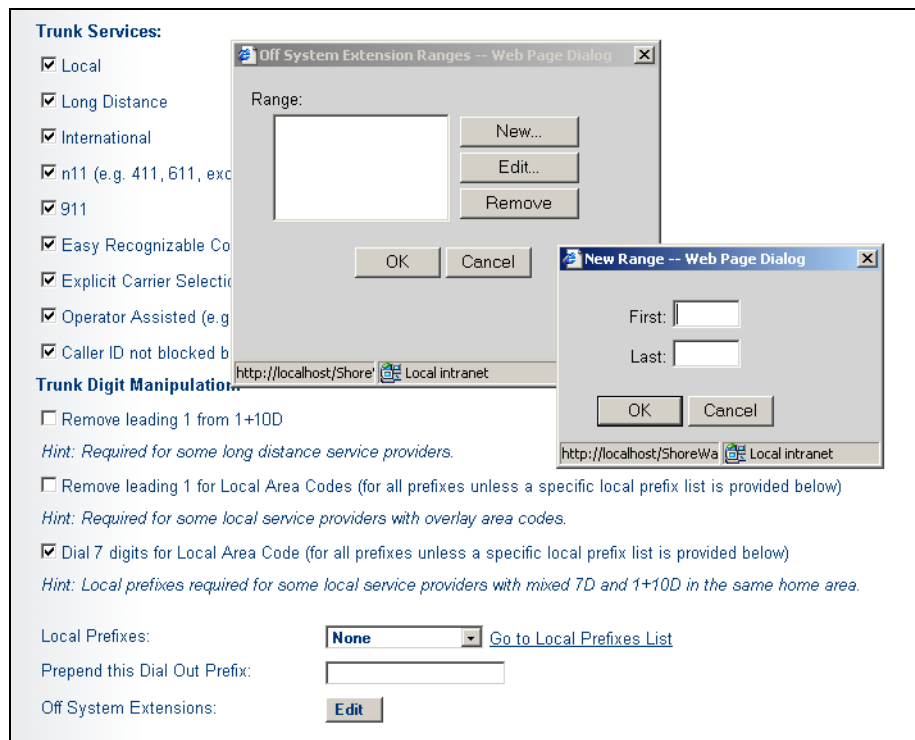 Trunk Services:
Local
Long Distance
International
n11 (e.g. 411, 611, exc
911
Easy Recognizable Co
Explicit Carrier Selectio
Operator Assisted (e.g
Caller ID not blocked b
Off System Extension Ranges -- Web Page Dialog
Range:
New...
Edit...
Remove
OK Cancel
http://localhost/Shore' Local intranet
New Range -- Web Page Dialog
First:
Last:
OK Cancel
http://localhost/ShoreWa Local intranet
Trunk Digit Manipulation:
Remove leading 1 from 1+10D
Hint: Required for some long distance service providers.
Remove leading 1 for Local Area Codes (for all prefixes unless a specific local prefix list is provided below)
Hint: Required for some local service providers with overlay area codes.
Dial 7 digits for Local Area Code (for all prefixes unless a specific local prefix list is provided below)
Hint: Local prefixes required for some local service providers with mixed 7D and 1+10D in the same home area.
Local Prefixes: None Go to Local Prefixes List
Prepend this Dial Out Prefix:
Off System Extensions: Edit